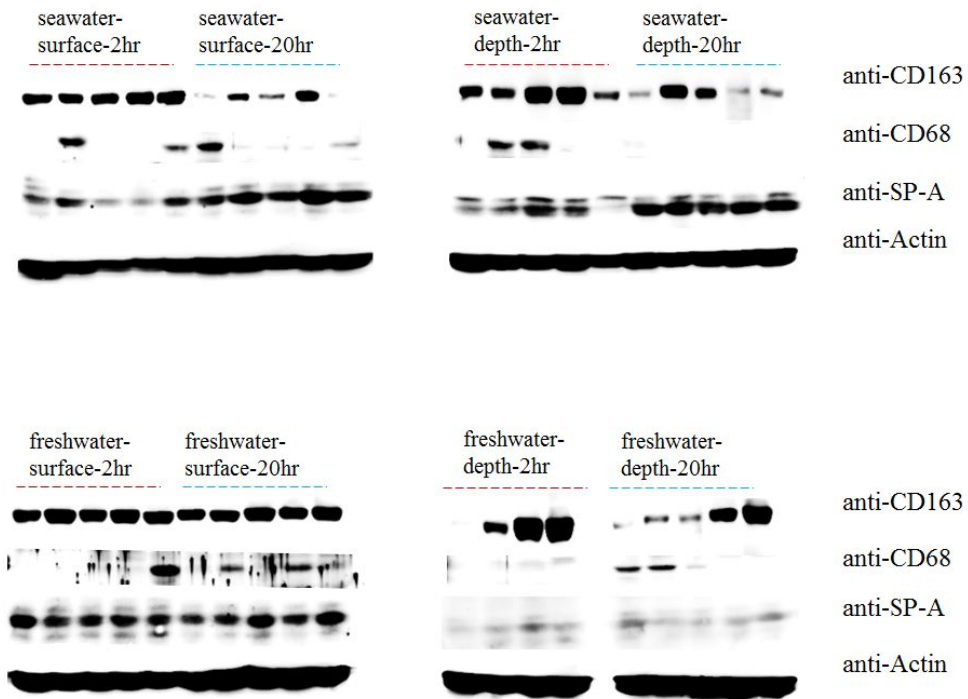 seawater-
surface-2hr
seawater-
surface-20hr
seawater-
depth-2hr
seawater-
depth-20hr
anti-CD163
anti-CD68
anti-SP-A
anti-Actin
freshwater-
surface-2hr
freshwater-
surface-20hr
freshwater-
depth-2hr
freshwater-
depth-20hr
anti-CD163
anti-CD68
anti-SP-A
anti-Actin